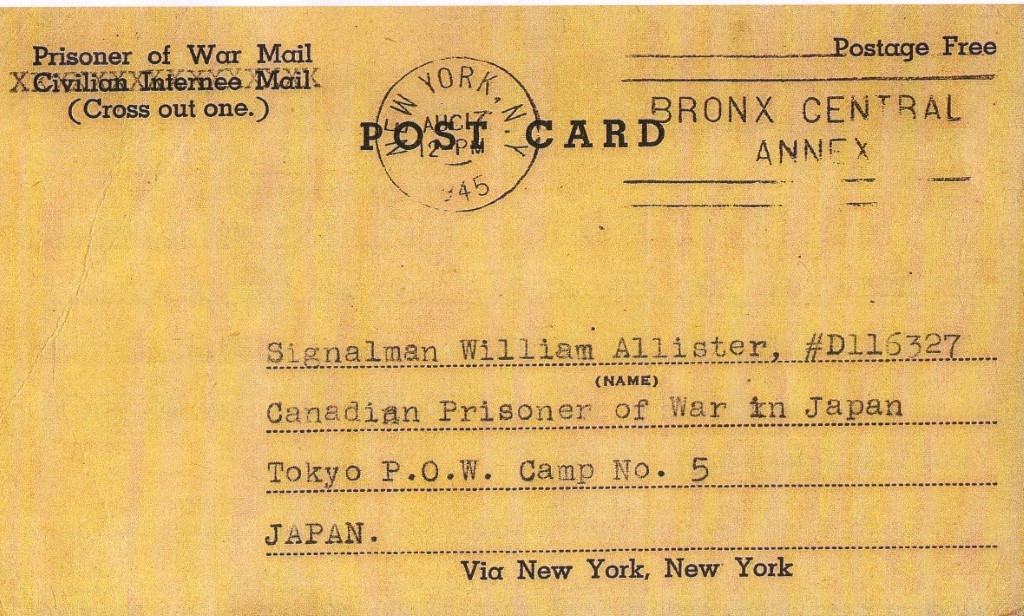 Prisoner of War Mail
Civilian Internee Mail
(Cross out one.)
Postage Free
NEW YORK, N.Y.
AUG 17
12 PM
1945
BRONX CENTRAL
ANNEX
POST CARD
Signalman William Allister, #D116327
(NAME)
Canadian Prisoner of War in Japan
Tokyo P.O.W. Camp No. 5
JAPAN.
Via New York, New York